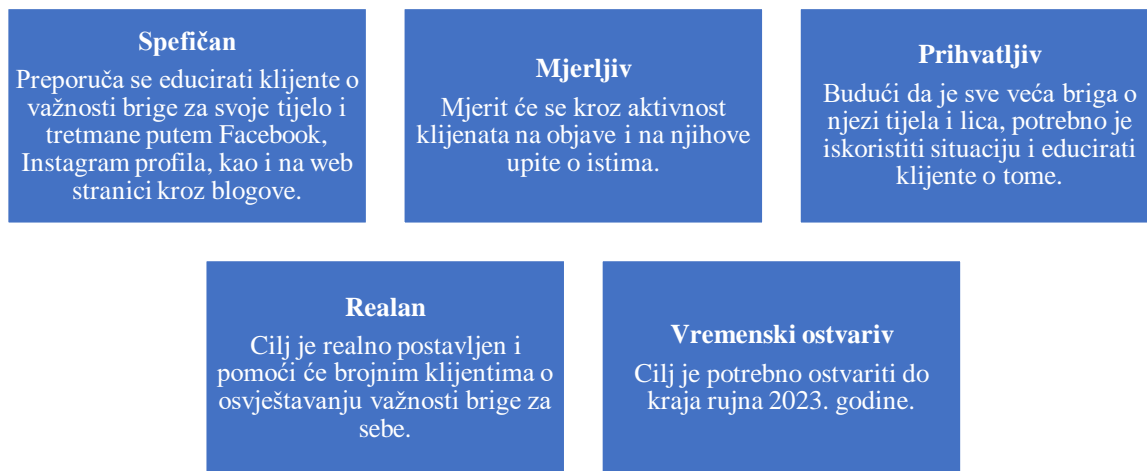 Spefičan
Preporuča se educirati klijente o
važnosti brige za svoje tijelo i
tretmane putem Facebook,
Instagram profila, kao i na web
stranici kroz blogove.
Mjerljiv
Mjerit će se kroz aktivnost
klijenata na objave i na njihove
upite o istima.
Prihvatljiv
Budući da je sve veća briga o
njezi tijela i lica, potrebno je
iskoristiti situaciju i educirati
klijente o tome.
Realan
Cilj je realno postavljen i
pomoći će brojnim klijentima o
osvještavanju važnosti brige za
sebe.
Vremenski ostvariv
Cilj je potrebno ostvariti do
kraja rujna 2023. godine.